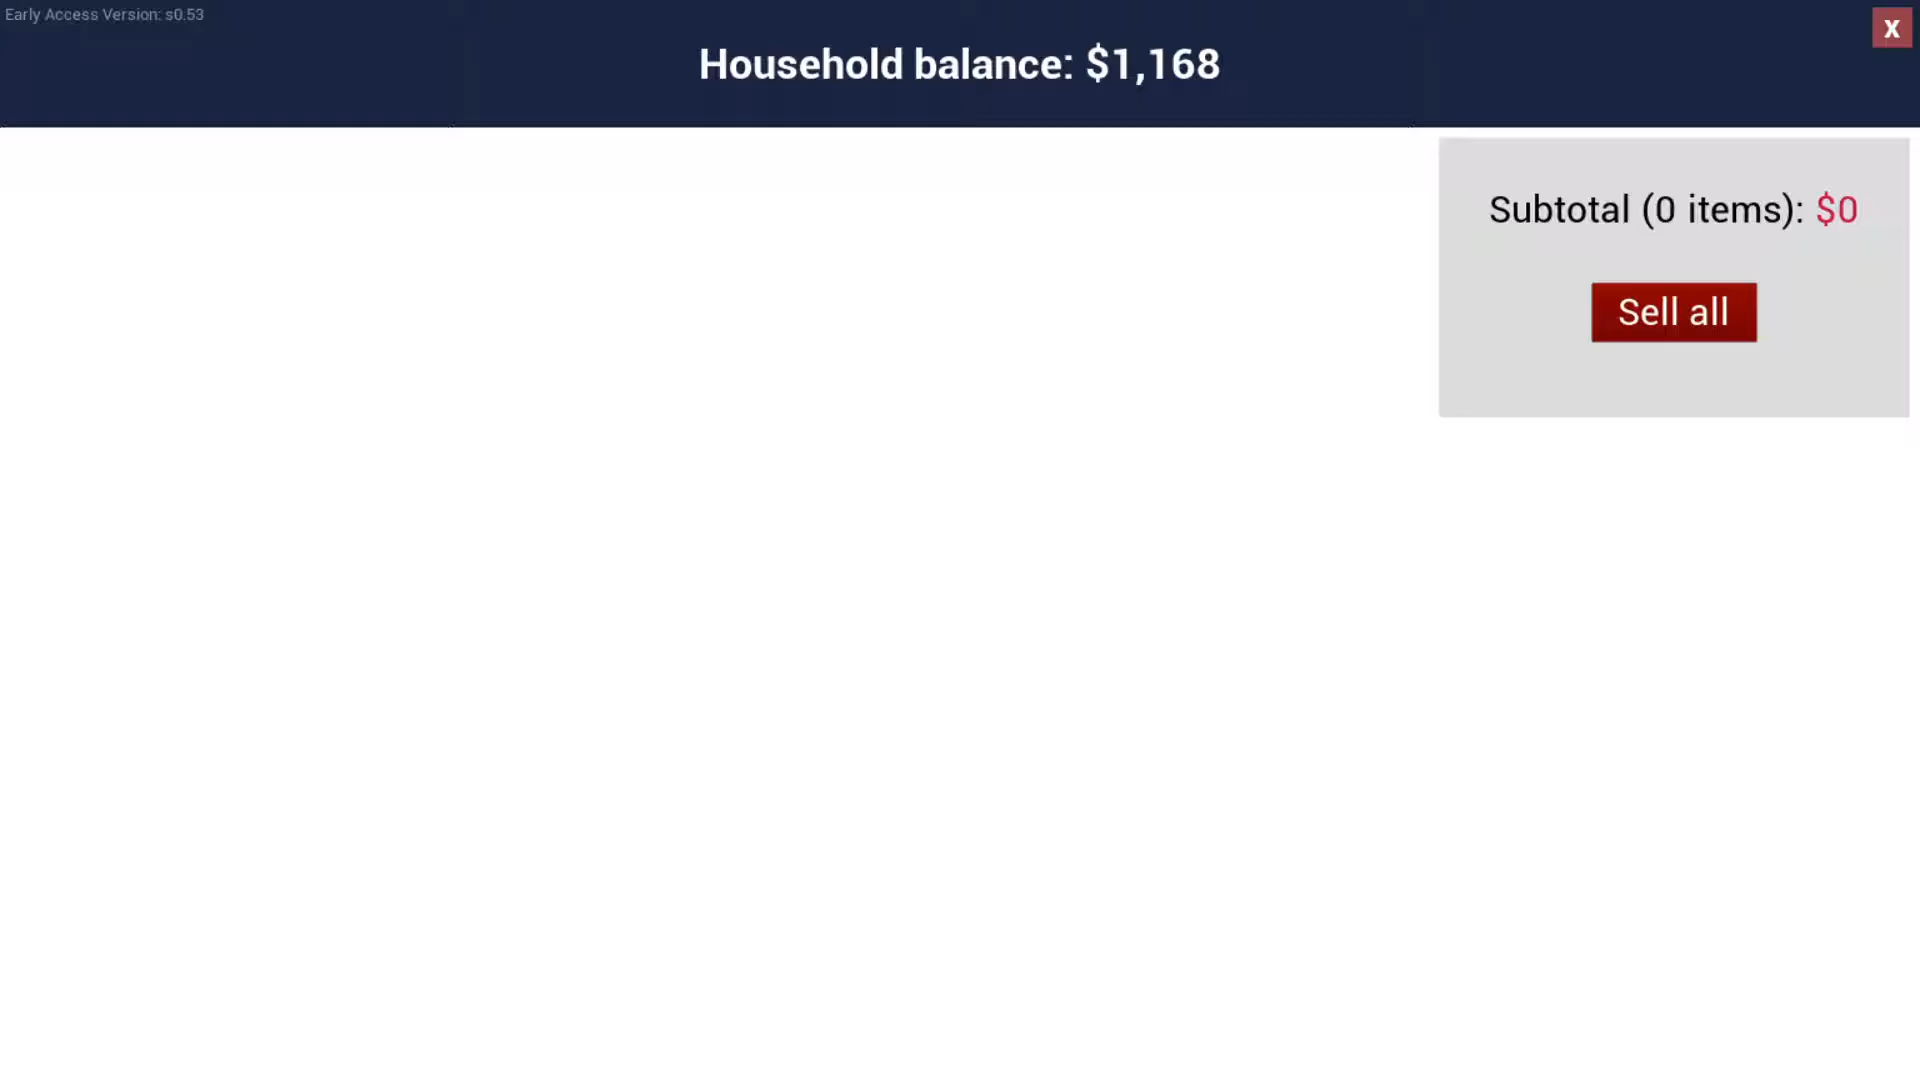 Early Access Version: s0.53
X
Household balance: $1,168
Subtotal (0 items): $0
Sell all